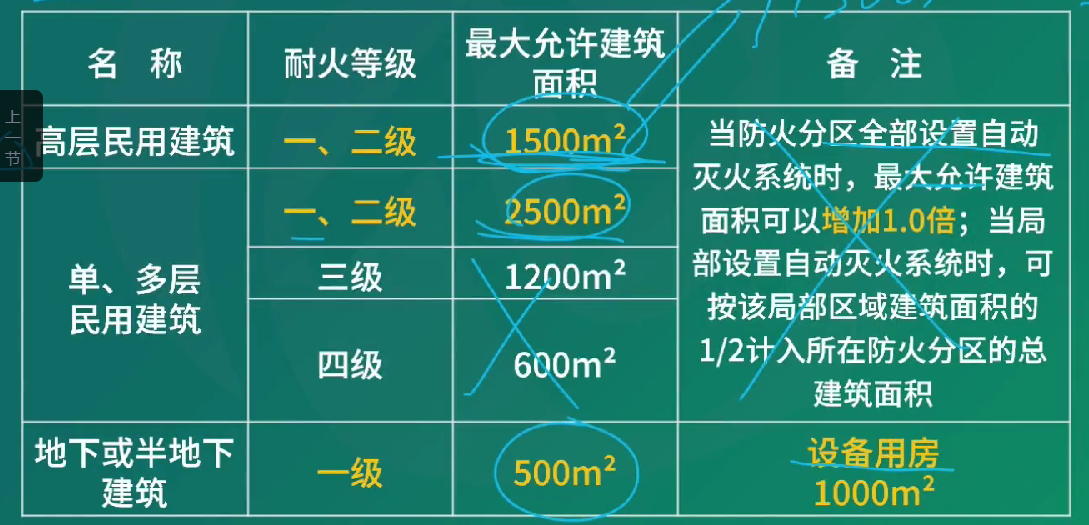 名 称
耐火等级
最大允许建筑
面积
备 注
上
一
节
高层民用建筑
一、二级
1500m²
当防火分区全部设置自动
灭火系统时，最大允许建筑
面积可以增加1.0倍；当局
部设置自动灭火系统时，可
按该局部区域建筑面积的
1/2计入所在防火分区的总
建筑面积
单、多层
民用建筑
一、二级
2500m²
三级
1200m²
四级
600m²
地下或半地下
建筑
一级
500m²
设备用房
1000m²